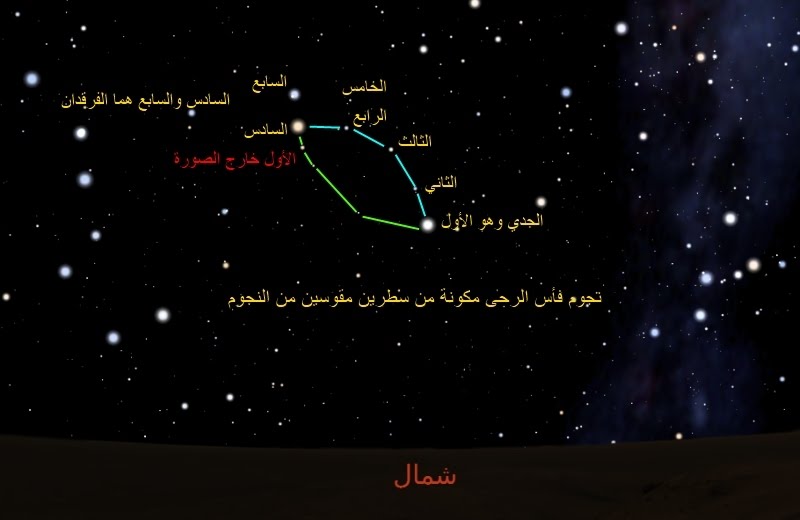 السابع
الخامس
السادس والسابع هما الفرقدان
الرابع
السادس
الثالث
الأول خارج الصورة
الثاني
الجدي وهو الأول
نجوم فأس الرحى مكونة من سطرين مقوسين من النجوم
شمال